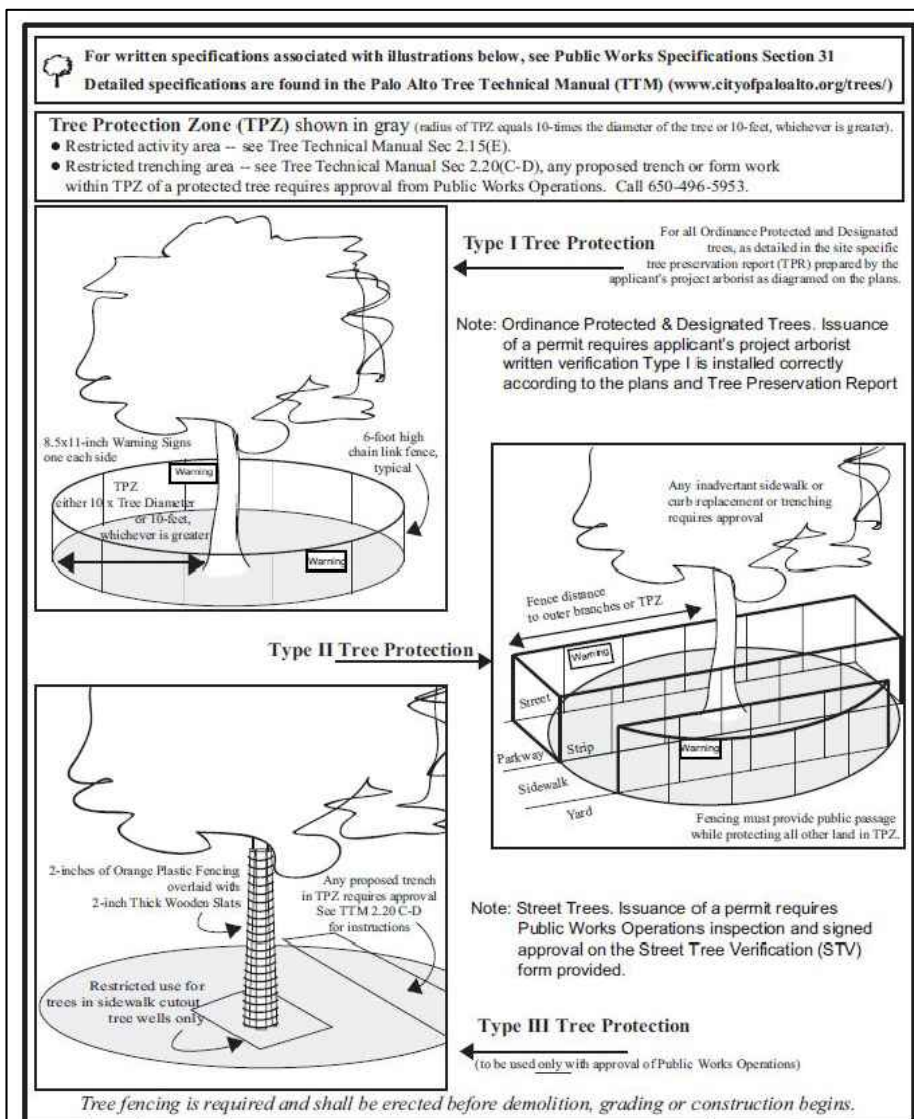 For written specifications associated with illustrations below, see Public Works Specifications Section 31
Detailed specifications are found in the Palo Alto Tree Technical Manual (TTM) (www.cityofpaloalto.org/trees/)
Tree Protection Zone (TPZ) shown in gray (radius of TPZ equals 10-times the diameter of the tree or 10-feet, whichever is greater).
● Restricted activity area -- see Tree Technical Manual Sec 2.15(E).
● Restricted trenching area -- see Tree Technical Manual Sec 2.20(C-D), any proposed trench or form work
within TPZ of a protected tree requires approval from Public Works Operations. Call 650-496-5953.
Type I Tree Protection
For all Ordinance Protected and Designated
trees, as detailed in the site specific
tree preservation report (TPR) prepared by the
applicant's project arborist as diagramed on the plans.
Note: Ordinance Protected & Designated Trees. Issuance
of a permit requires applicant's project arborist
written verification Type I is installed correctly
according to the plans and Tree Preservation Report
8.5x11-inch Warning Signs
one each side
6-foot high
chain link fence,
typical
Warning
TPZ
either 10 x Tree Diameter
or 10-feet,
whichever is greater
Warning
Any inadvertant sidewalk or
curb replacement or trenching
requires approval
Fence distance
to outer branches or TPZ
Type II Tree Protection
Warning
Street
Parkway Strip
Warning
Sidewalk
Yard
Fencing must provide public passage
while protecting all other land in TPZ.
2-inches of Orange Plastic Fencing
overlaid with
2-inch Thick Wooden Slats
Any proposed trench
in TPZ requires approval
See TTM 2.20 C-D
for instructions
Restricted use for
trees in sidewalk cutout
tree wells only
Note: Street Trees. Issuance of a permit requires
Public Works Operations inspection and signed
approval on the Street Tree Verification (STV)
form provided.
Type III Tree Protection
(to be used only with approval of Public Works Operations)
Tree fencing is required and shall be erected before demolition, grading or construction begins.